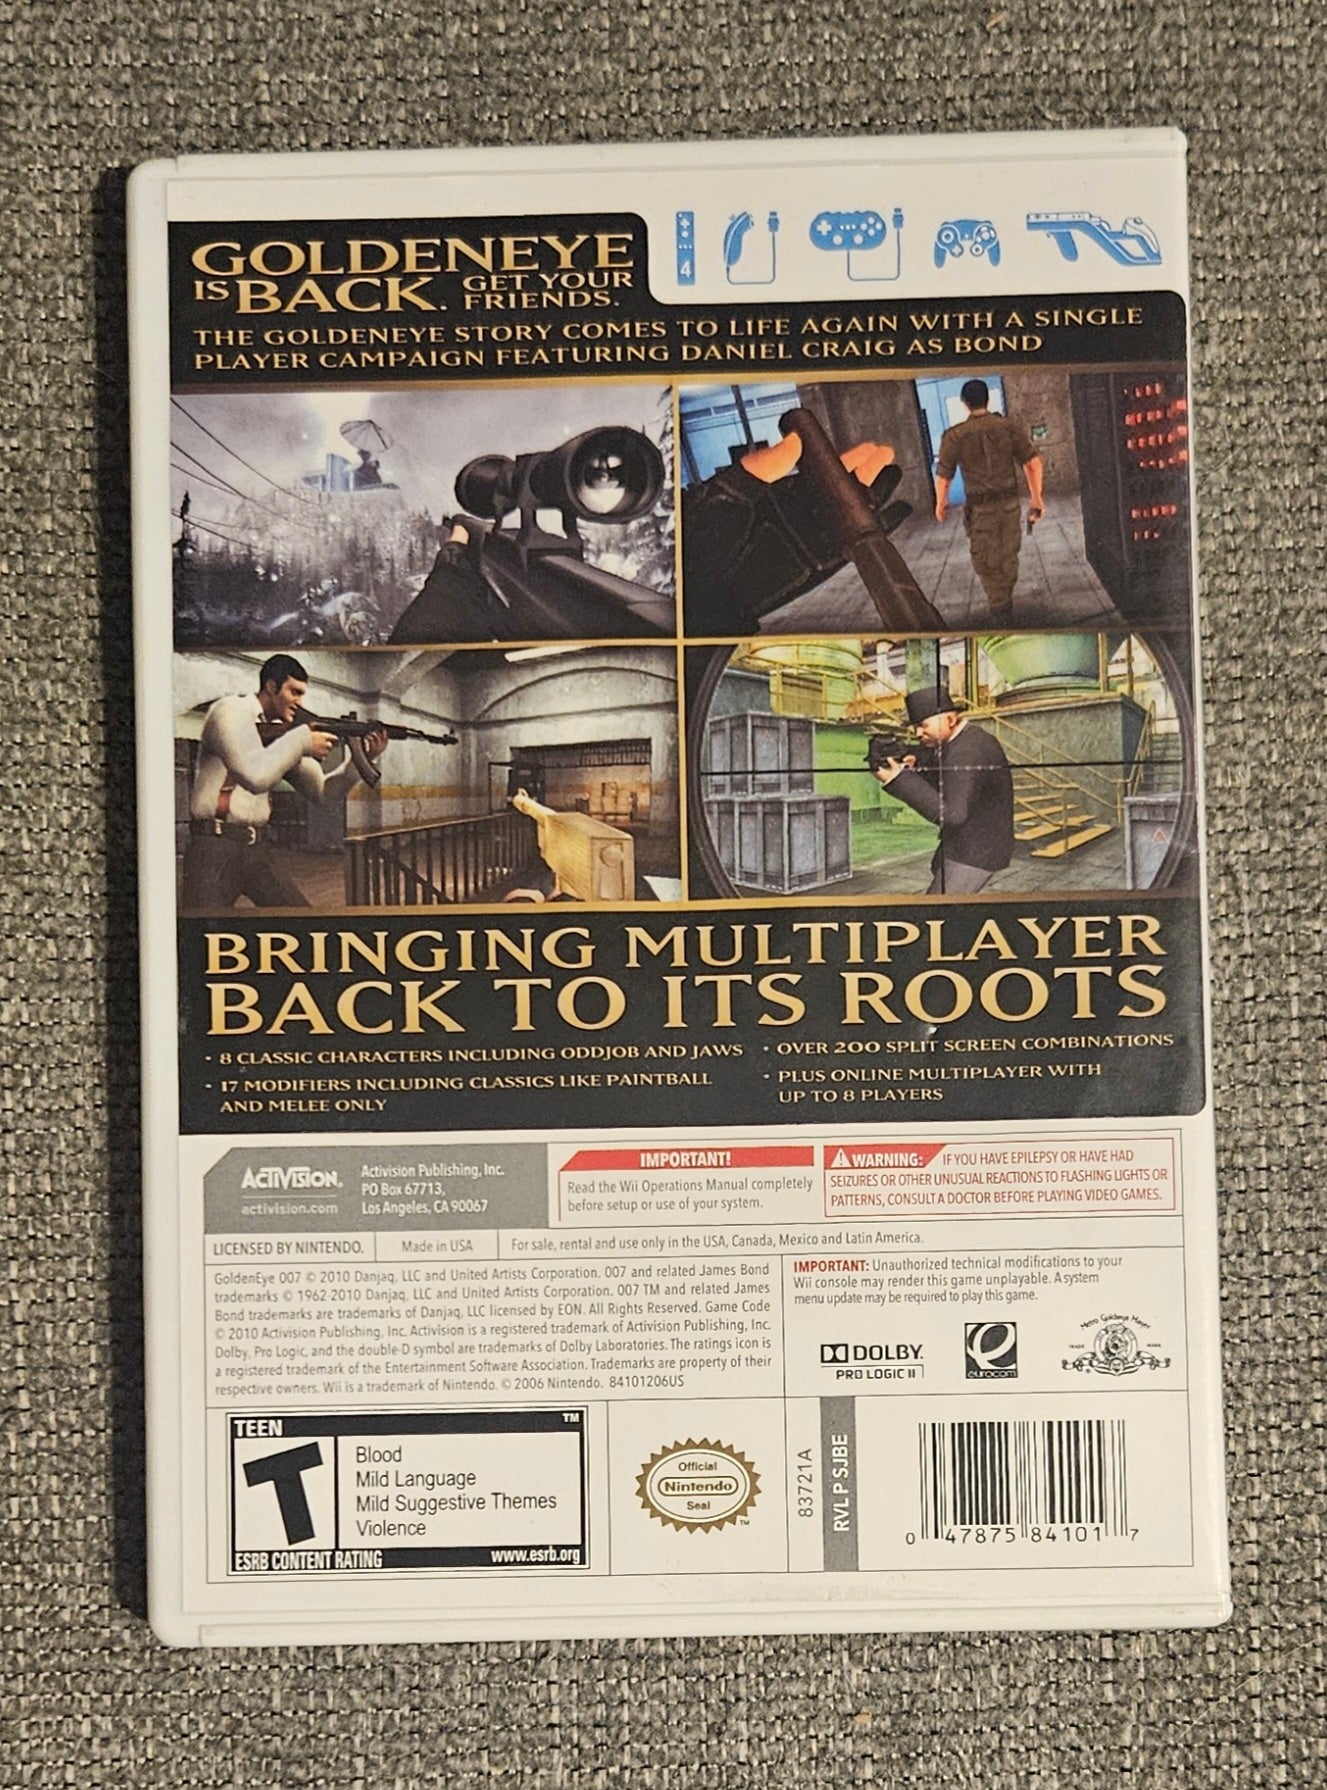 GOLDENEYE
IS BACK. GET YOUR
FRIENDS.
4
THE GOLDENEYE STORY COMES TO LIFE AGAIN WITH A SINGLE
PLAYER CAMPAIGN FEATURING DANIEL CRAIG AS BOND
BRINGING MULTIPLAYER
BACK TO ITS ROOTS
• 8 CLASSIC CHARACTERS INCLUDING ODDJOB AND JAWS
• 17 MODIFIERS INCLUDING CLASSICS LIKE PAINTBALL
AND MELEE ONLY
• OVER 200 SPLIT SCREEN COMBINATIONS
• PLUS ONLINE MULTIPLAYER WITH
UP TO 8 PLAYERS
ACTIVISION.
activision.com
Activision Publishing, Inc.
PO Box 67713,
Los Angeles, CA 90067
IMPORTANT!
Read the Wii Operations Manual completely
before setup or use of your system.
WARNING: IF YOU HAVE EPILEPSY OR HAVE HAD
SEIZURES OR OTHER UNUSUAL REACTIONS TO FLASHING LIGHTS OR
PATTERNS, CONSULT A DOCTOR BEFORE PLAYING VIDEO GAMES.
LICENSED BY NINTENDO.
Made in USA
For sale, rental and use only in the USA, Canada, Mexico and Latin America.
GoldenEye 007 © 2010 Danjaq, LLC and United Artists Corporation. 007 and related James Bond
trademarks © 1962-2010 Danjaq, LLC and United Artists Corporation. 007 TM and related James
Bond trademarks are trademarks of Danjaq, LLC licensed by EON. All Rights Reserved. Game Code
© 2010 Activision Publishing, Inc. Activision is a registered trademark of Activision Publishing, Inc.
Dolby, Pro Logic, and the double-D symbol are trademarks of Dolby Laboratories. The ratings icon is
a registered trademark of the Entertainment Software Association. Trademarks are property of their
respective owners. Wii is a trademark of Nintendo. © 2006 Nintendo. 84101206US
IMPORTANT: Unauthorized technical modifications to your
Wii console may render this game unplayable. A system
menu update may be required to play this game.
DOLBY.
PRO LOGIC II
eurocom
Metro Goldwyn Mayer
TRADE MARK
TEEN
TM
T
Blood
Mild Language
Mild Suggestive Themes
Violence
ESRB CONTENT RATING
www.esrb.org
Official
Nintendo
Seal
TM
83721A
RVL P SJBE
0 47875 84101 7